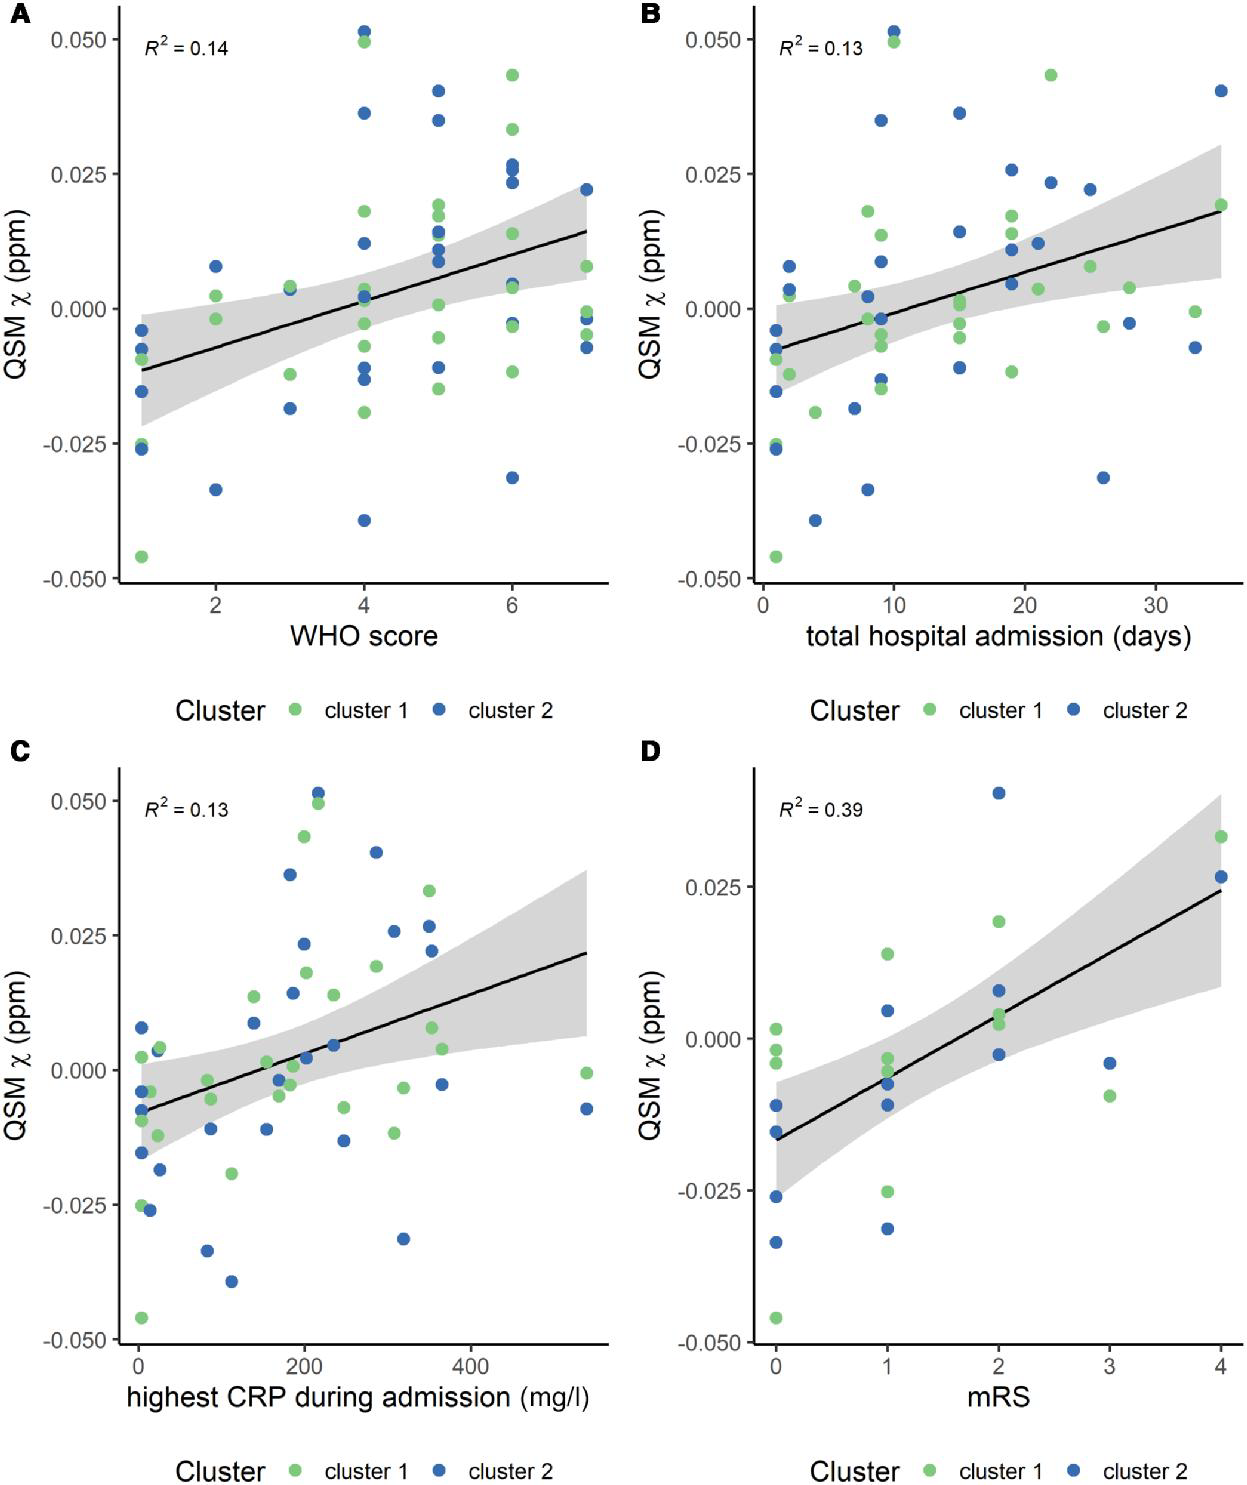 A
R² = 0.14
0.050
0.025
0.000
-0.025
-0.050
QSM χ (ppm)
2 4 6
WHO score
Cluster cluster 1 cluster 2
B
R² = 0.13
0.050
0.025
0.000
-0.025
-0.050
QSM χ (ppm)
0 10 20 30
total hospital admission (days)
Cluster cluster 1 cluster 2
C
R² = 0.13
0.050
0.025
0.000
-0.025
-0.050
QSM χ (ppm)
0 200 400
highest CRP during admission (mg/l)
Cluster cluster 1 cluster 2
D
R² = 0.39
0.025
0.000
-0.025
-0.050
QSM χ (ppm)
0 1 2 3 4
mRS
Cluster cluster 1 cluster 2